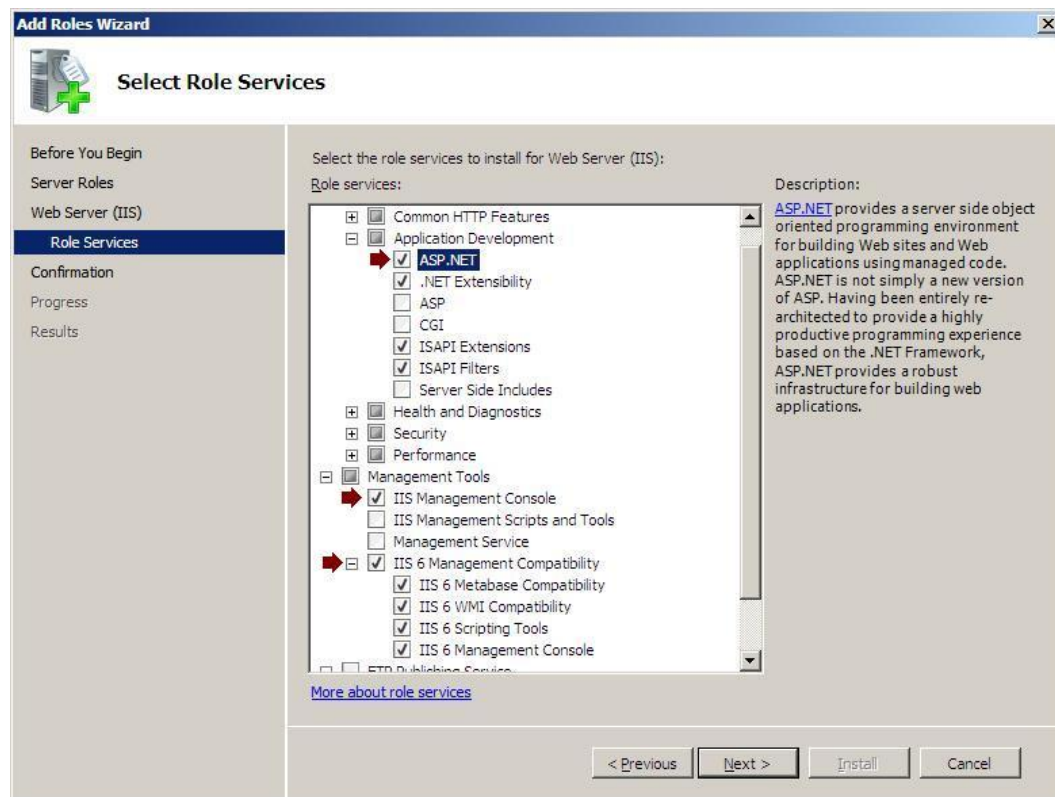 Add Roles Wizard
Select Role Services
Before You Begin
Server Roles
Web Server (IIS)
Role Services
Confirmation
Progress
Results
Select the role services to install for Web Server (IIS):
Role services:
Common HTTP Features
Application Development
ASP.NET
.NET Extensibility
ASP
CGI
ISAPI Extensions
ISAPI Filters
Server Side Includes
Health and Diagnostics
Security
Performance
Management Tools
IIS Management Console
IIS Management Scripts and Tools
Management Service
IIS 6 Management Compatibility
IIS 6 Metabase Compatibility
IIS 6 WMI Compatibility
IIS 6 Scripting Tools
IIS 6 Management Console
FTP Publishing Service
More about role services
Description:
ASP.NET provides a server side object
oriented programming environment
for building Web sites and Web
applications using managed code.
ASP.NET is not simply a new version
of ASP. Having been entirely re-
architected to provide a highly
productive programming experience
based on the .NET Framework,
ASP.NET provides a robust
infrastructure for building web
applications.
< Previous
Next >
Install
Cancel